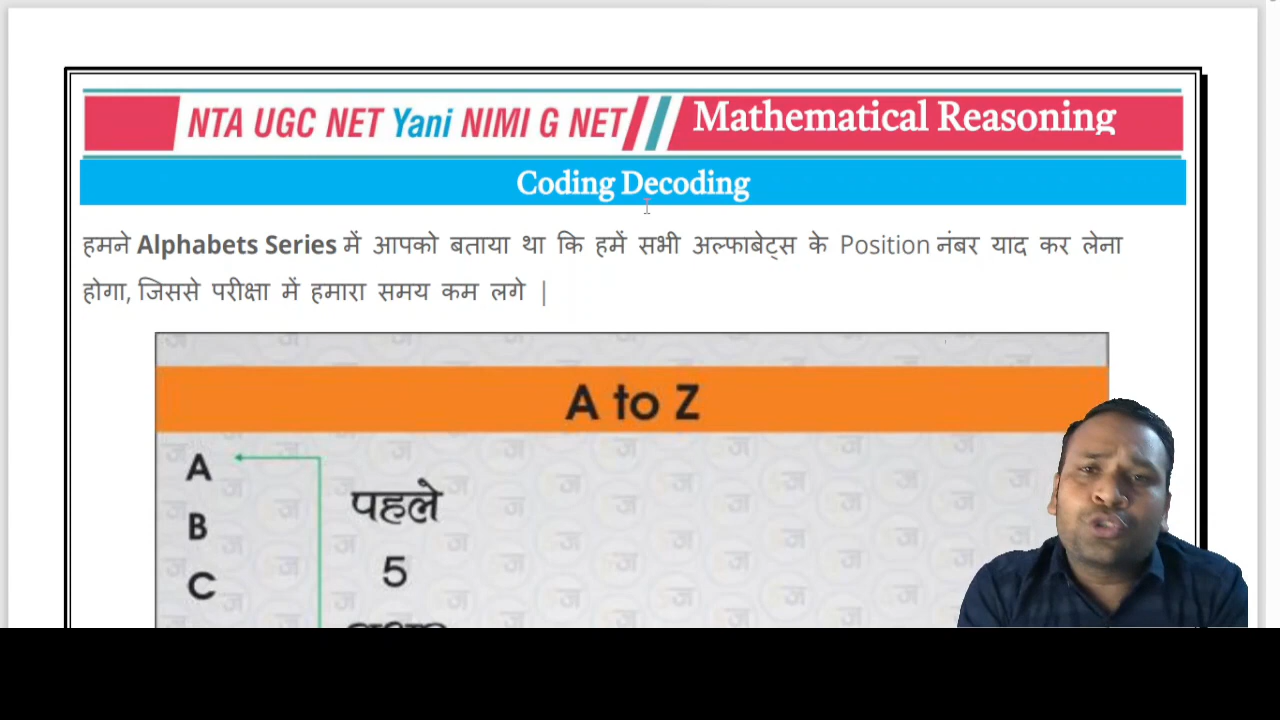 NTA UGC NET Yani NIMI G NET Mathematical Reasoning
Coding Decoding
हमने Alphabets Series में आपको बताया था कि हमें सभी अल्फाबेट्स के Position नंबर याद कर लेना
होगा, जिससे परीक्षा में हमारा समय कम लगे |
A to Z
A
पहले
B
5
C